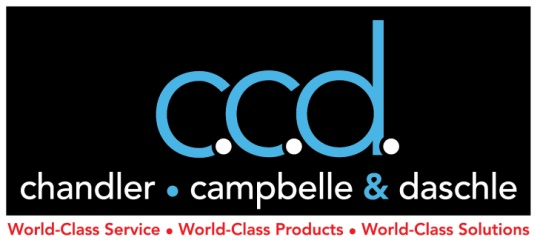 c.c.d.
chandler • campbelle & daschle
World-Class Service • World-Class Products • World-Class Solutions